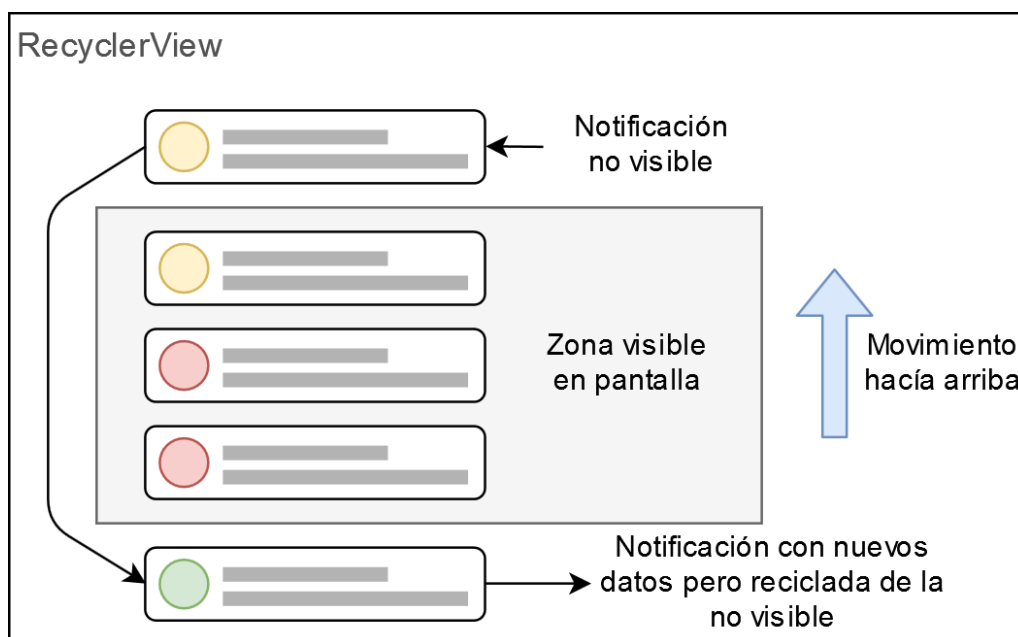 RecyclerView
Notificación
no visible
Zona visible
en pantalla
Movimiento
hacía arriba
Notificación con nuevos
datos pero reciclada de la
no visible